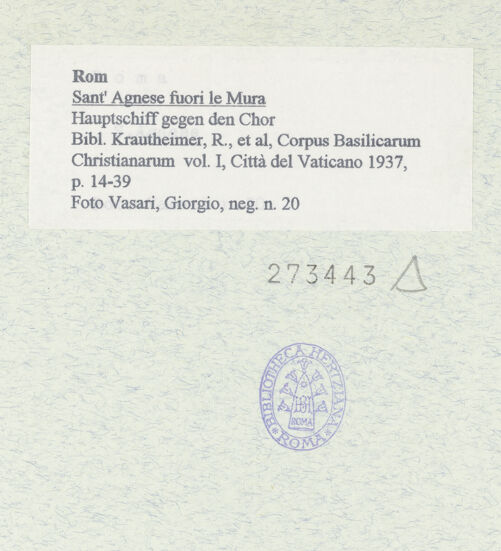 Rom
Sant' Agnese fuori le Mura
Hauptschiff gegen den Chor
Bibl. Krautheimer, R., et al, Corpus Basilicarum
Christianarum vol. I, Città del Vaticano 1937,
p. 14-39
Foto Vasari, Giorgio, neg. n. 20
273443
BIBLIOTHECA HERTZIANA
ROMA
ROMA